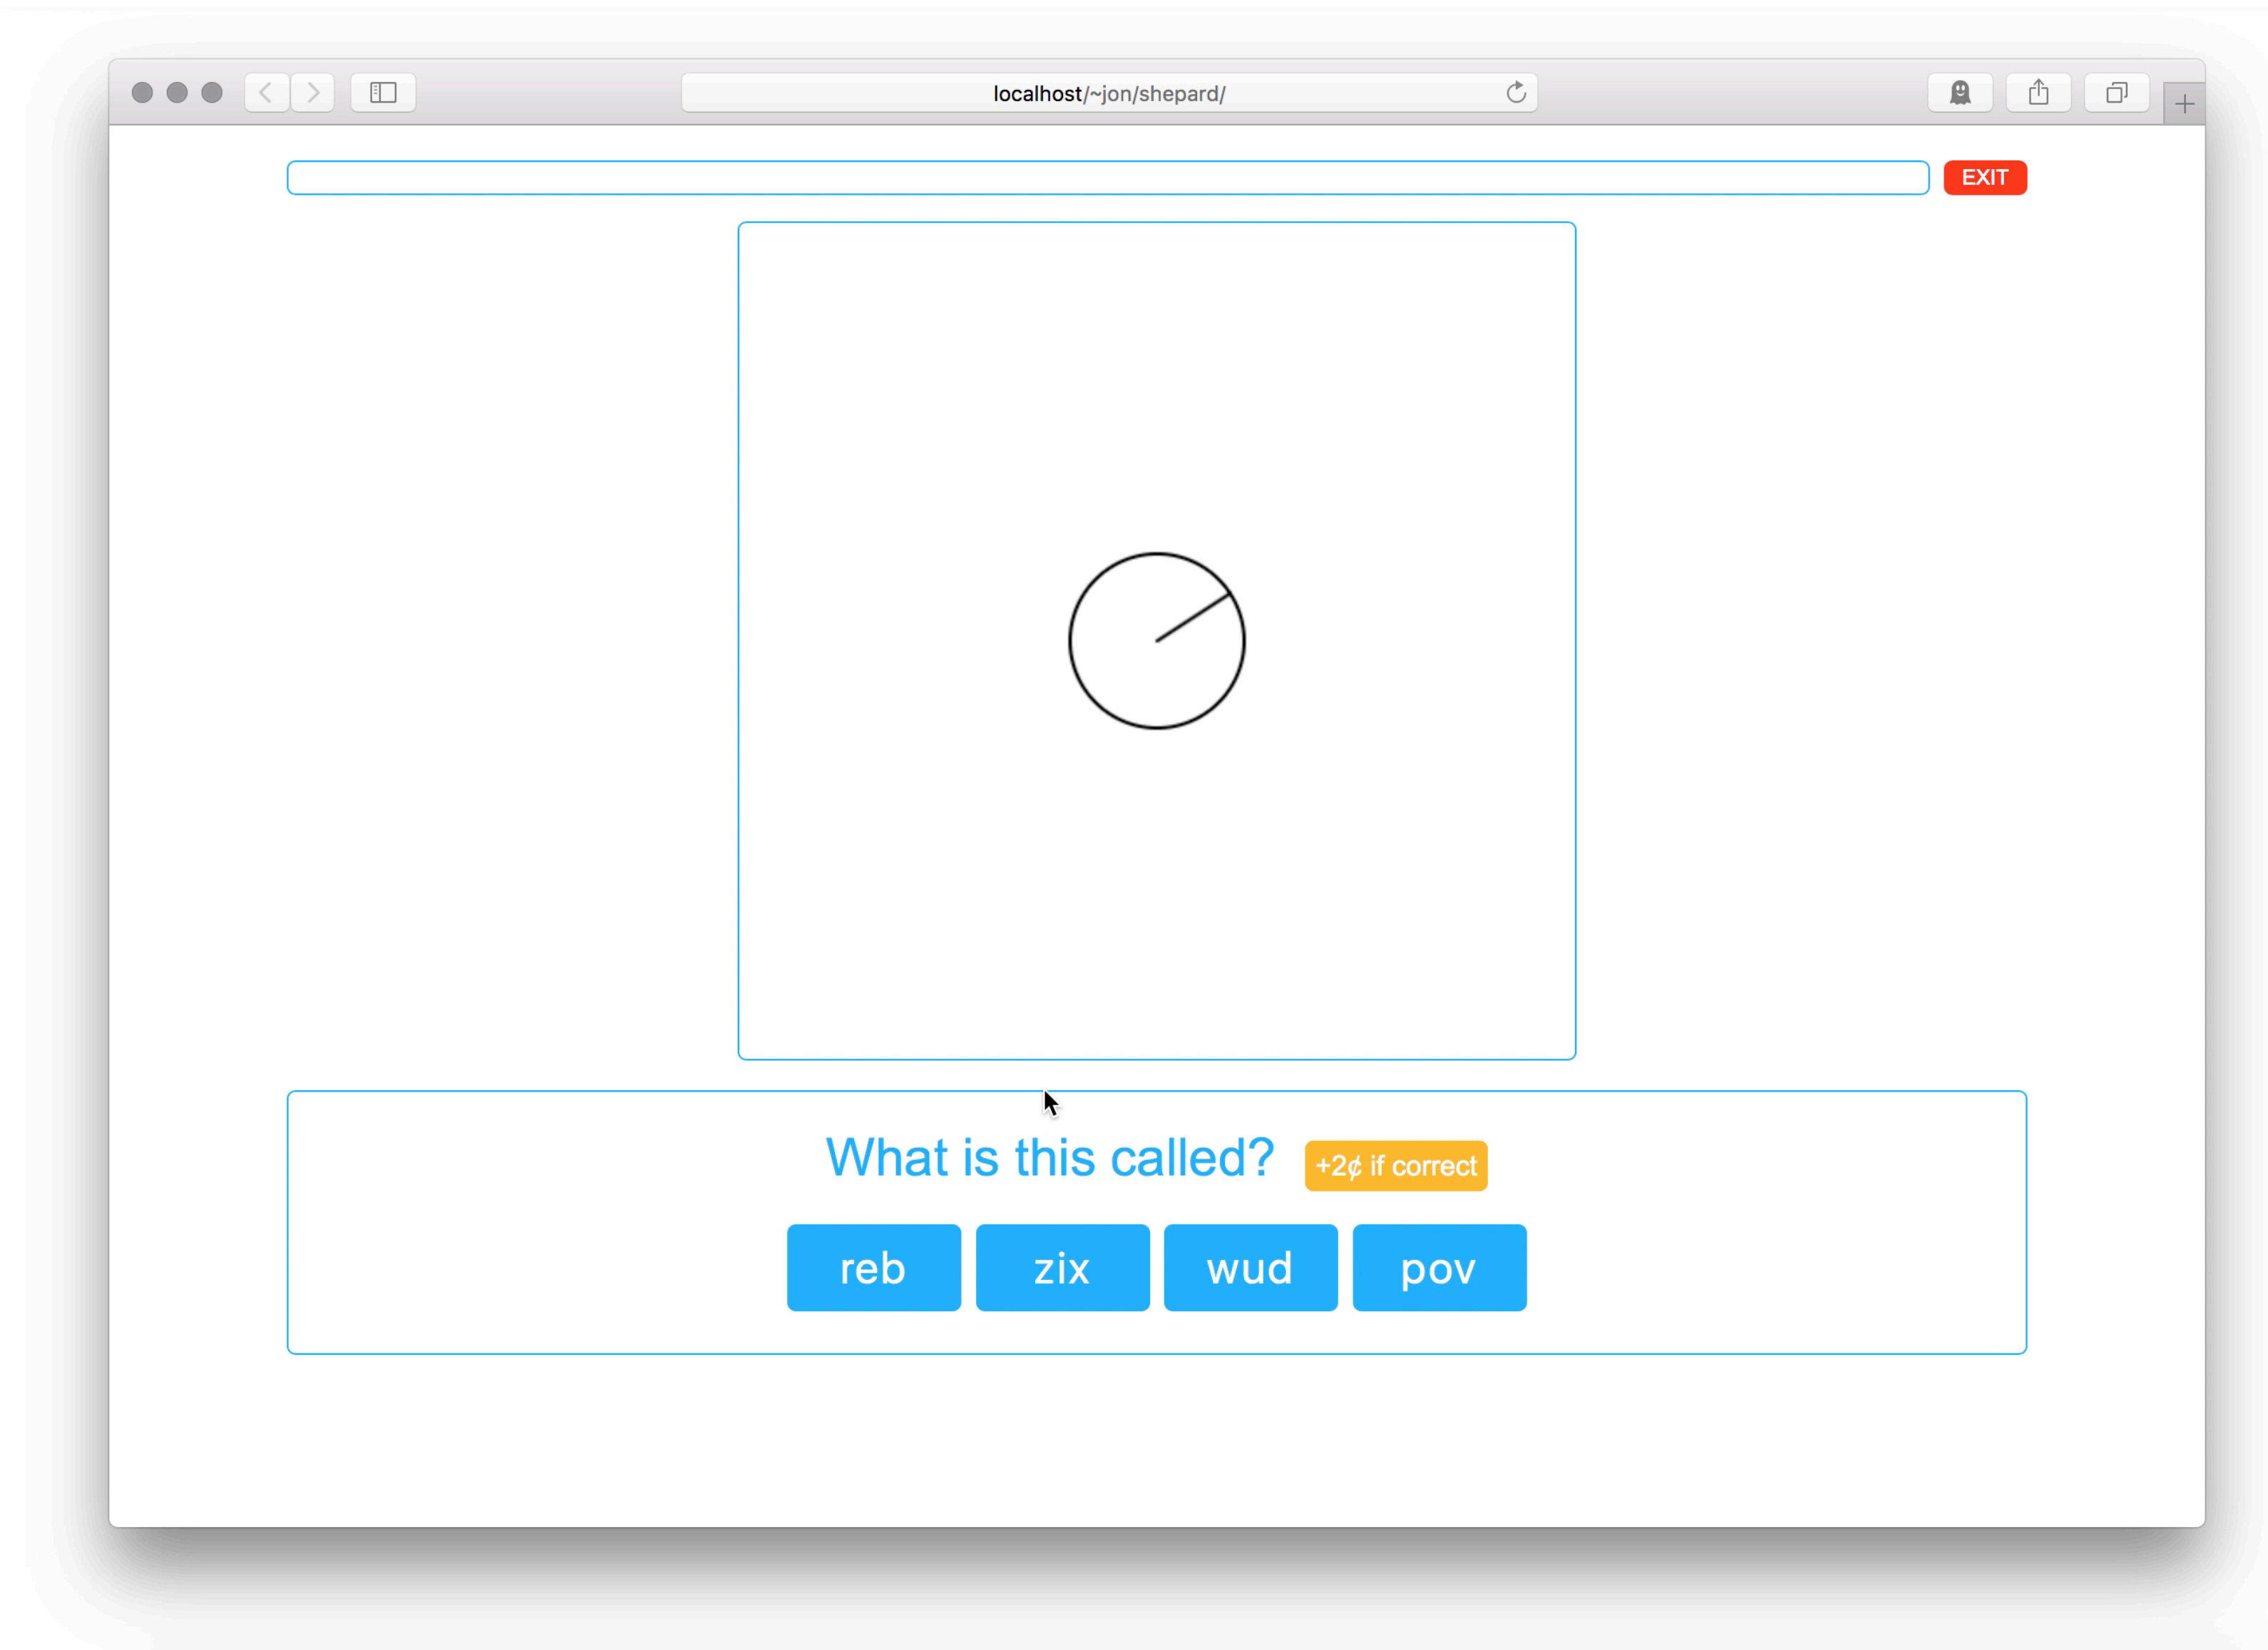 localhost/~jon/shepard/
EXIT
What is this called? +2¢ if correct
reb zix wud pov